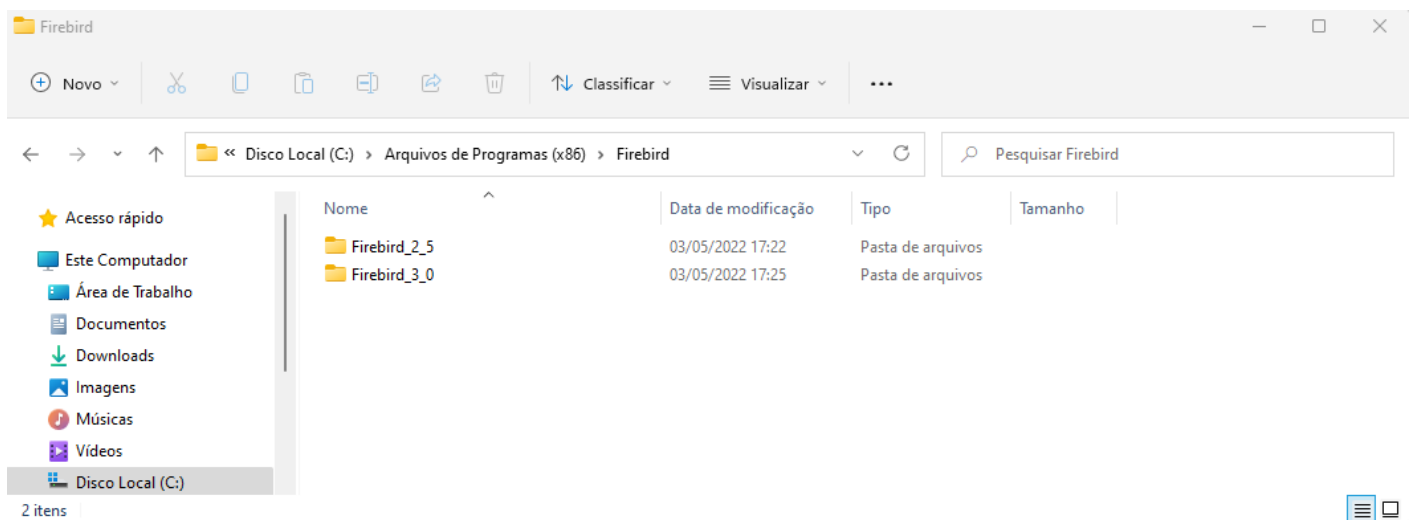 Firebird
Novo Classificar Visualizar
« Disco Local (C:) > Arquivos de Programas (x86) > Firebird Pesquisar Firebird
Acesso rápido
Este Computador
Área de Trabalho
Documentos
Downloads
Imagens
Músicas
Vídeos
Disco Local (C:)
Nome Data de modificação Tipo Tamanho
Firebird_2_5 03/05/2022 17:22 Pasta de arquivos
Firebird_3_0 03/05/2022 17:25 Pasta de arquivos
2 itens